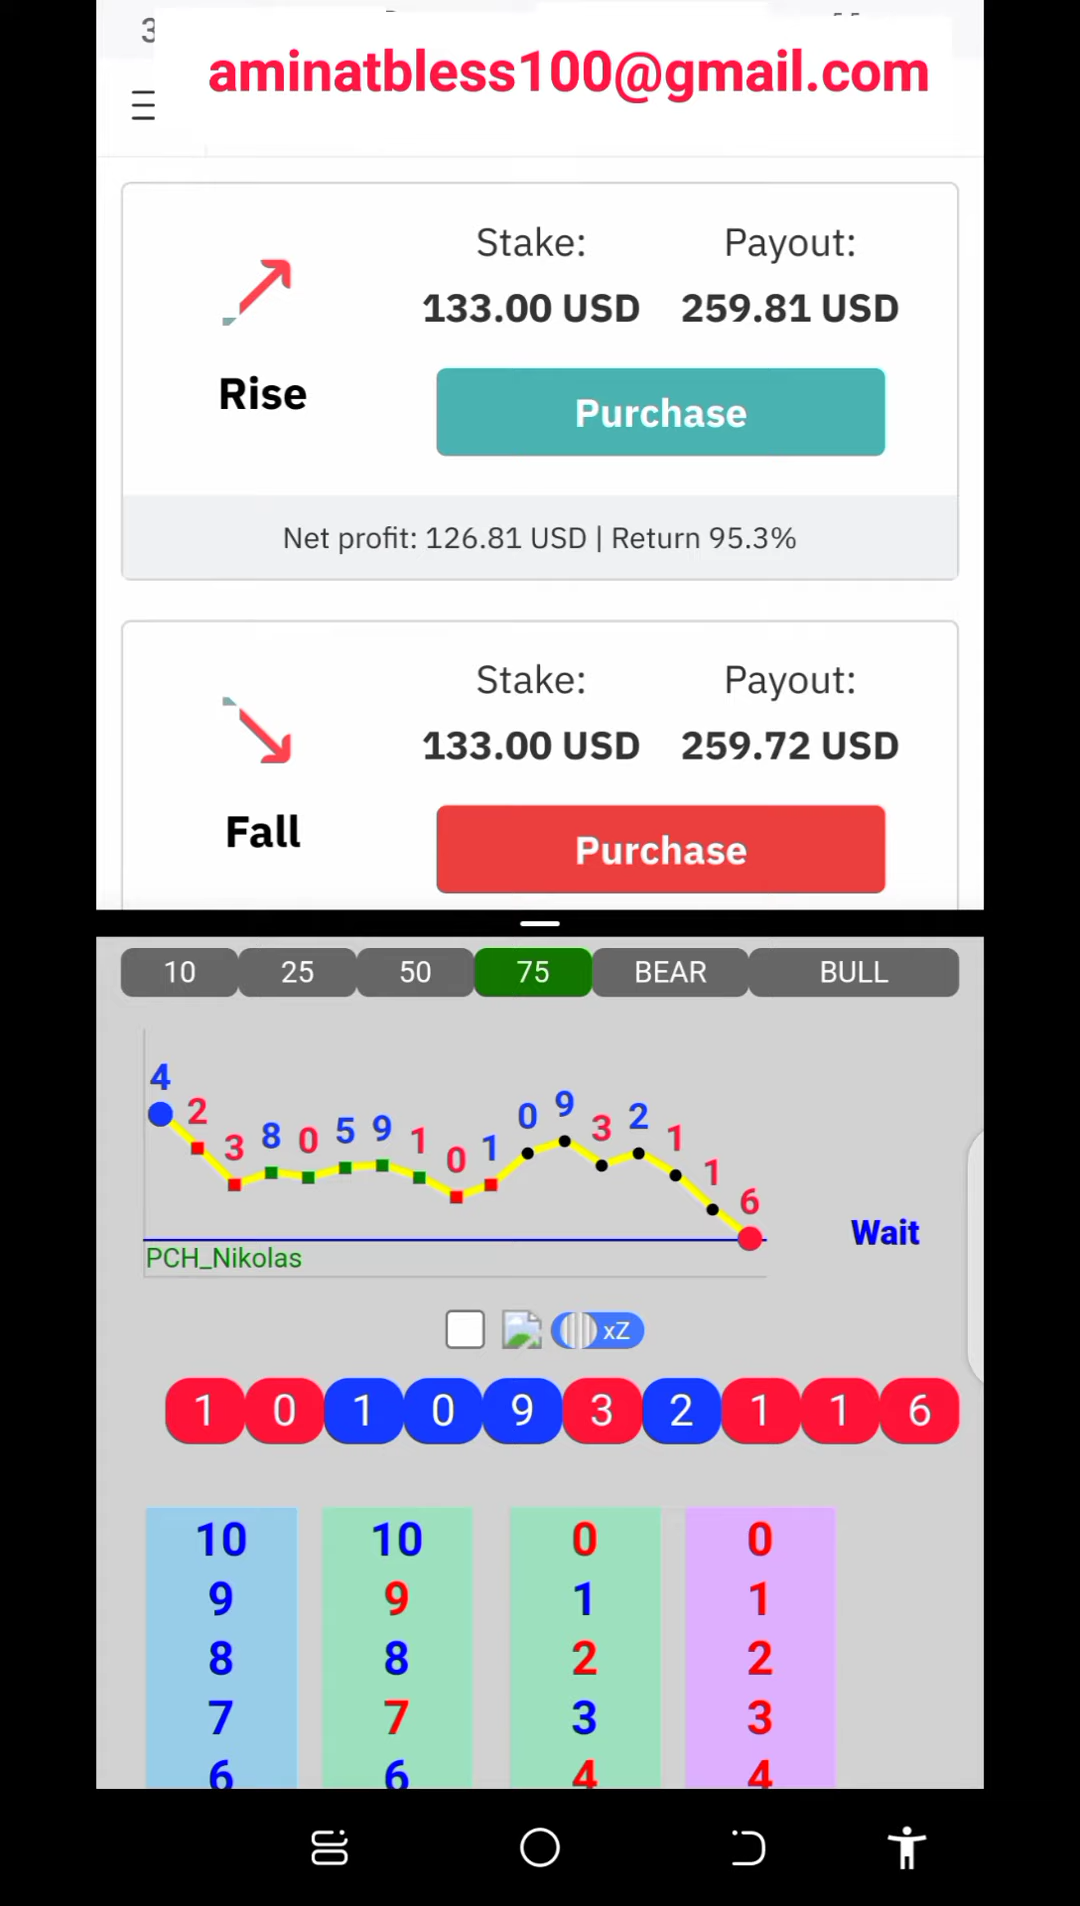 3
aminatbless100@gmail.com
Stake: Payout:
133.00 USD 259.81 USD
Rise
Purchase
Net profit: 126.81 USD | Return 95.3%
Stake: Payout:
133.00 USD 259.72 USD
Fall
Purchase
10 25 50 75 BEAR BULL
4 2 3 8 0 5 9 1 0 1 0 9 3 2 1 1 6
Wait
PCH_Nikolas
xZ
1 0 1 0 9 3 2 1 1 6
10 10 0 0
9 9 1 1
8 8 2 2
7 7 3 3
6 6 4 4